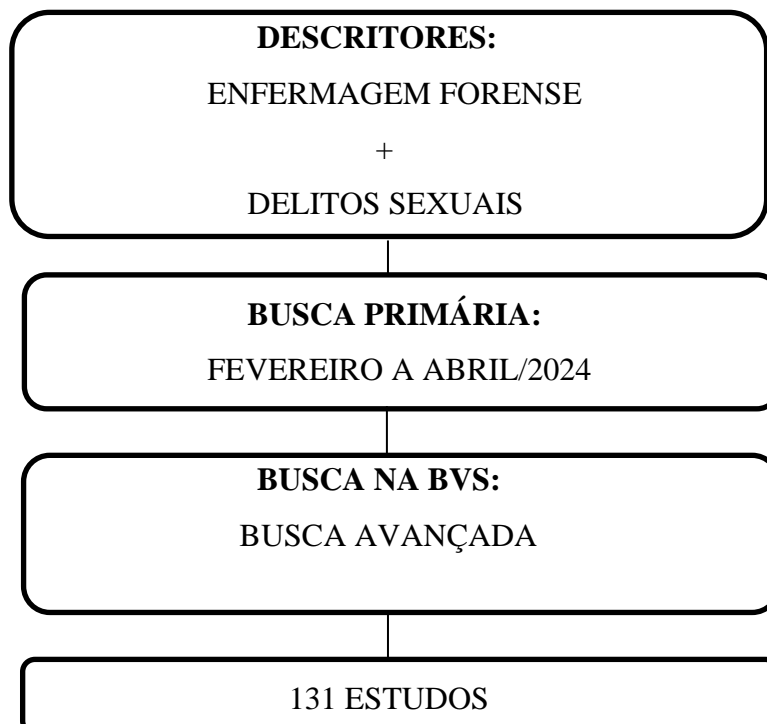 DESCRITORES:
ENFERMAGEM FORENSE
+
DELITOS SEXUAIS
BUSCA PRIMÁRIA:
FEVEREIRO A ABRIL/2024
BUSCA NA BVS:
BUSCA AVANÇADA
131 ESTUDOS